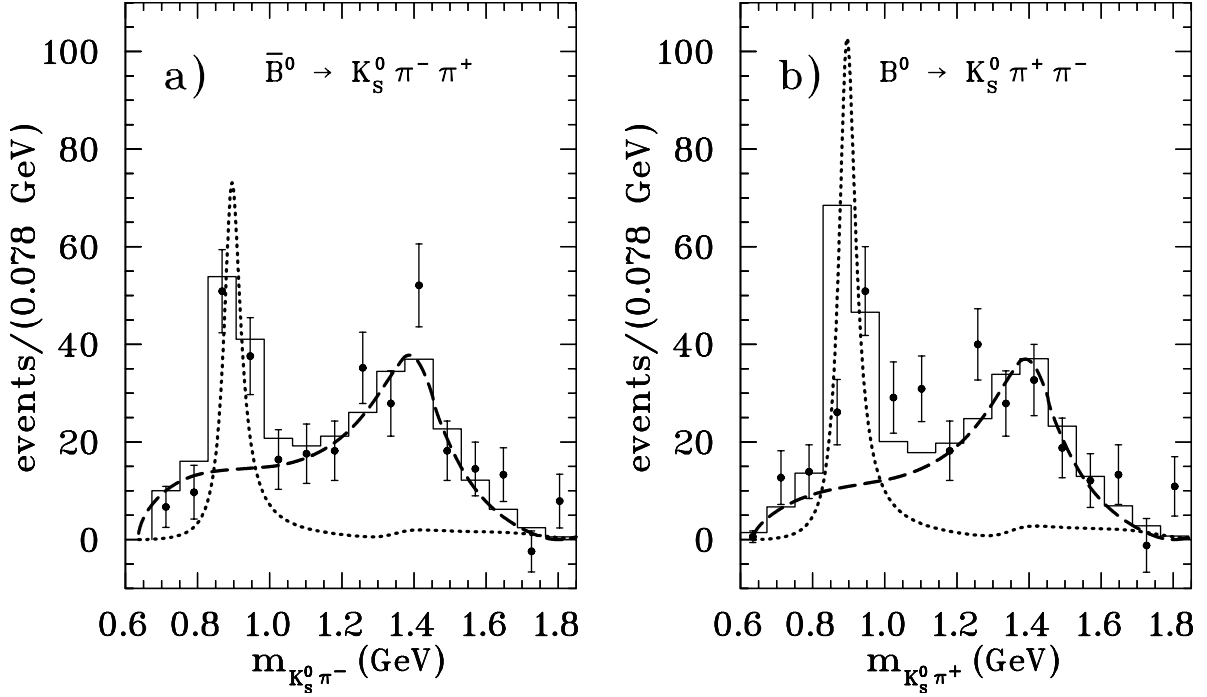 a) B̅⁰ → K⁰ₛ π⁻ π⁺
events/(0.078 GeV)
100
80
60
40
20
0
0.6 0.8 1.0 1.2 1.4 1.6 1.8
m K⁰ₛ π⁻ (GeV)
b) B⁰ → K⁰ₛ π⁺ π⁻
events/(0.078 GeV)
100
80
60
40
20
0
0.6 0.8 1.0 1.2 1.4 1.6 1.8
m K⁰ₛ π⁺ (GeV)